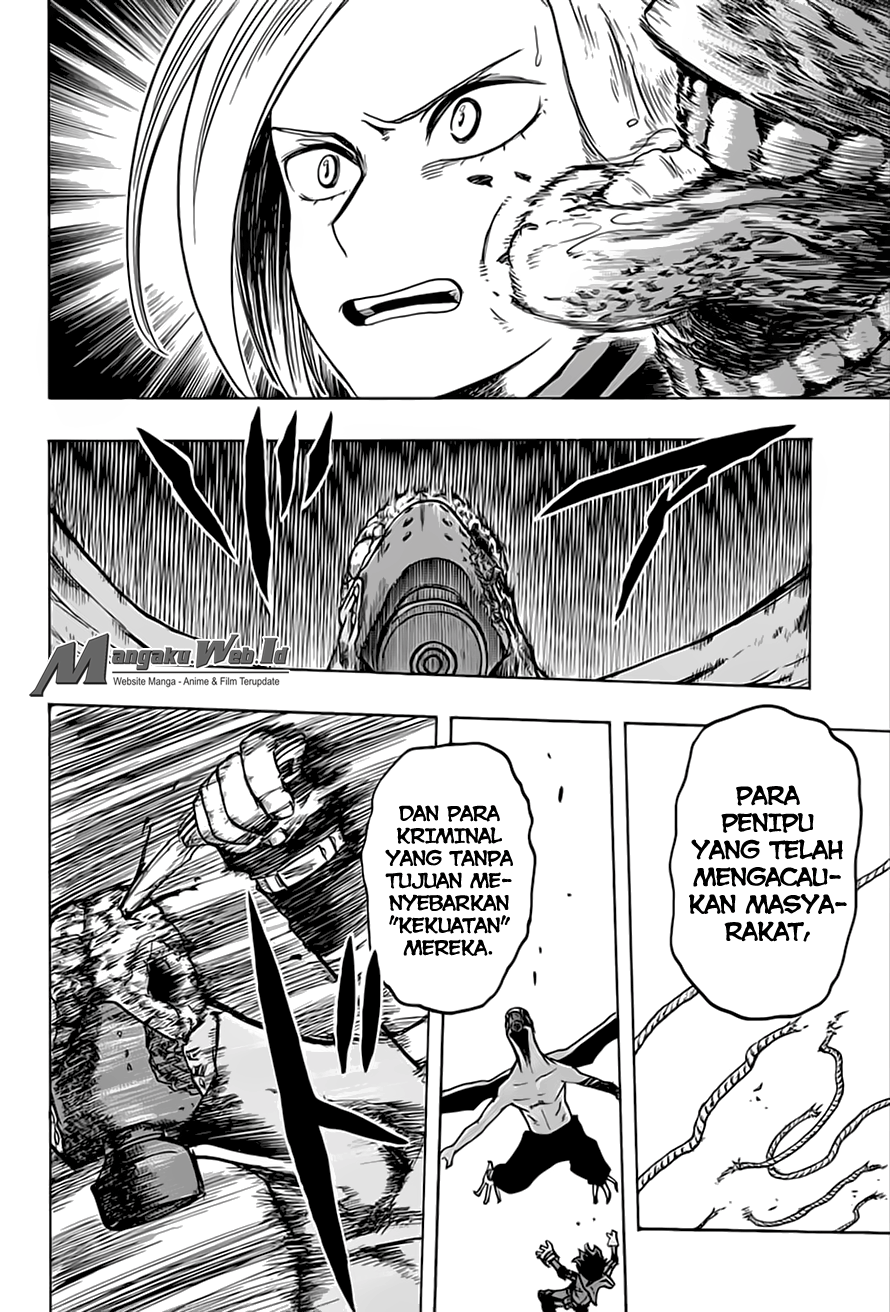 Mangaku.Web.Id
Website Manga - Anime & Film Terupdate
PARA
PENIPU
YANG TELAH
MENGACAU-
KAN MASYA-
RAKAT,
DAN PARA
KRIMINAL
YANG TANPA
TUJUAN ME-
NYEBARKAN
"KEKUATAN"
MEREKA.